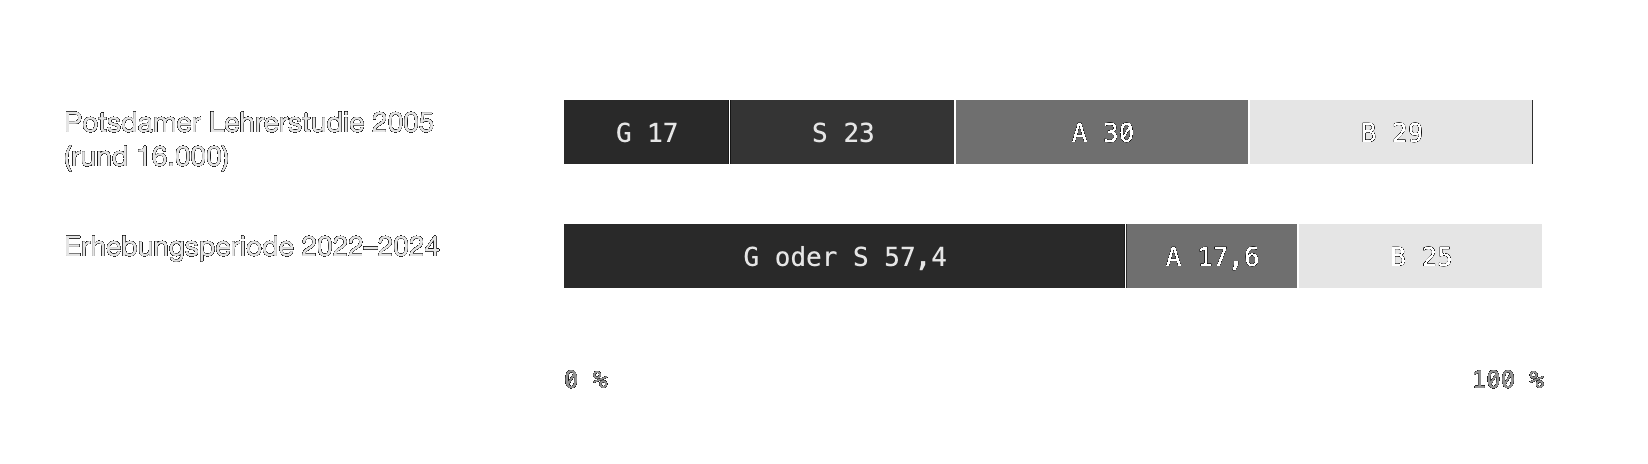 Potsdamer Lehrerstudie 2005
(rund 16.000)
G 17 S 23 A 30 B 29
Erhebungsperiode 2022–2024
G oder S 57,4 A 17,6 B 25
0 % 100 %